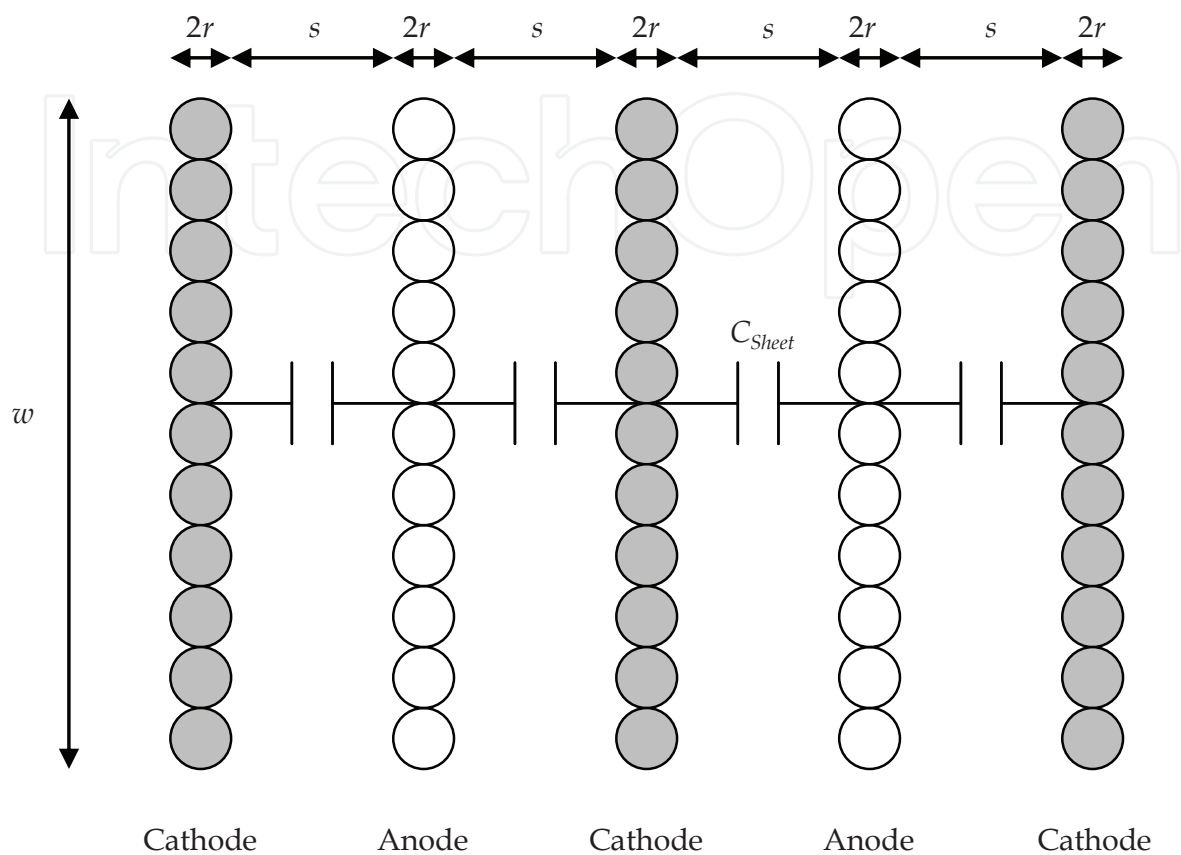 2r s 2r s 2r s 2r s 2r
IntechOpen
C_Sheet
w
Cathode Anode Cathode Anode Cathode